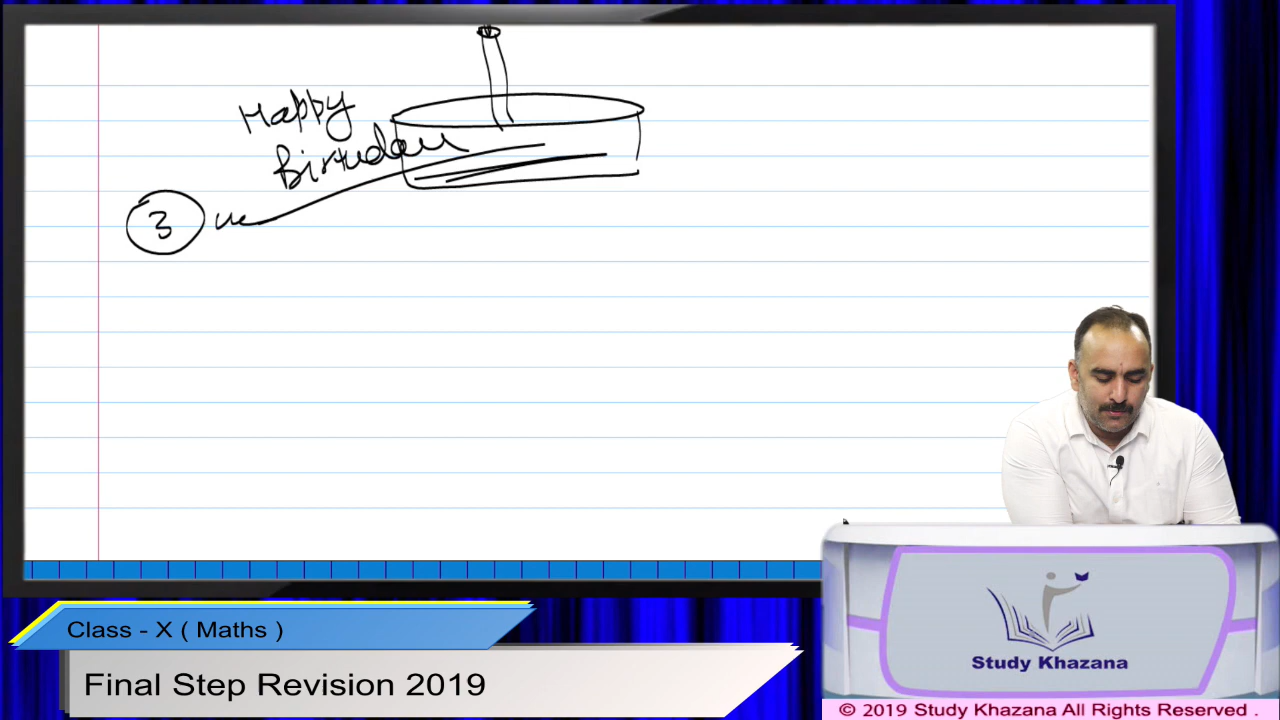 Happy
Birthday
3
Class - X ( Maths )
Final Step Revision 2019
Study Khazana
© 2019 Study Khazana All Rights Reserved .